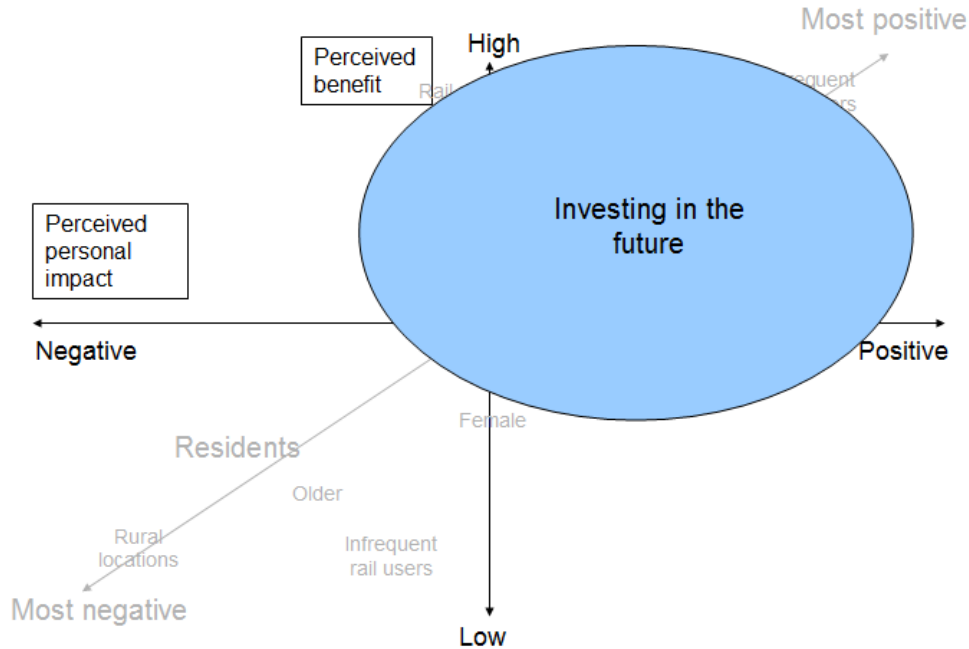 Most positive
High
Perceived
benefit
Rail
Perceived
personal
impact
Investing in the
future
Negative
Positive
Female
Residents
Older
Rural
locations
Infrequent
rail users
Most negative
Low